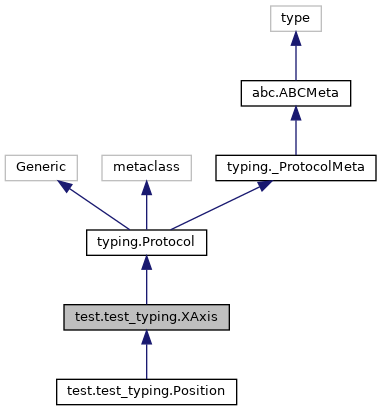 type
abc.ABCMeta
Generic
metaclass
typing._ProtocolMeta
typing.Protocol
test.test_typing.XAxis
test.test_typing.Position